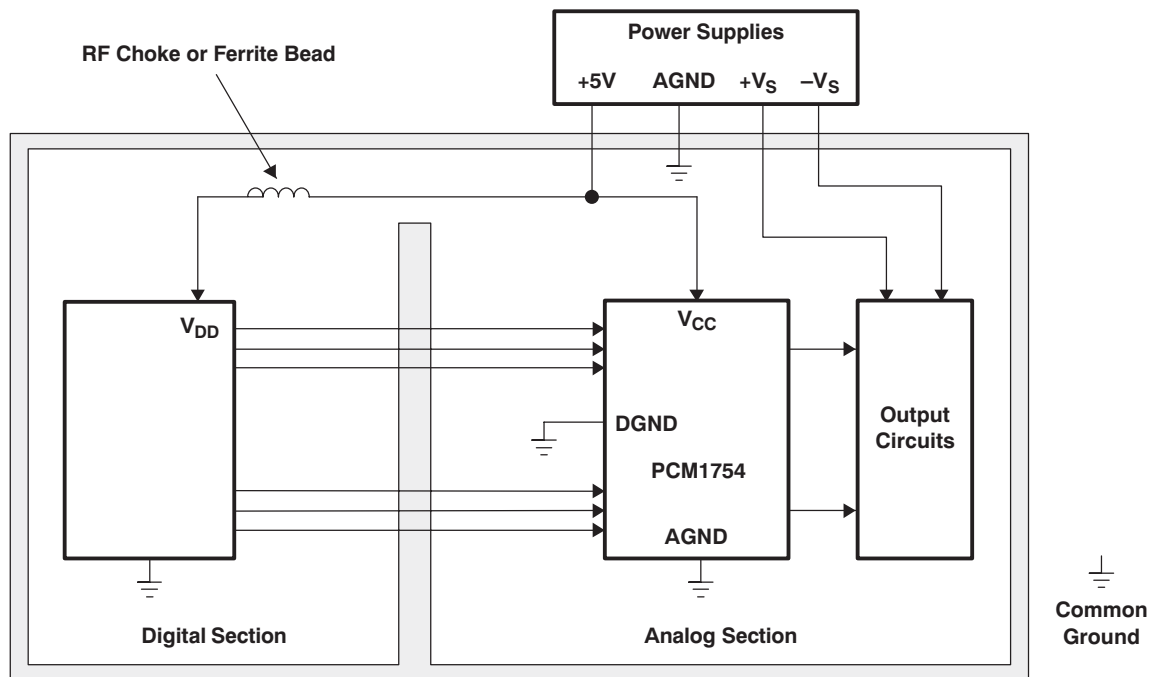 Power Supplies
RF Choke or Ferrite Bead
+5V AGND +VS –VS
VDD
VCC
DGND
Output
Circuits
PCM1754
AGND
Common
Ground
Digital Section
Analog Section